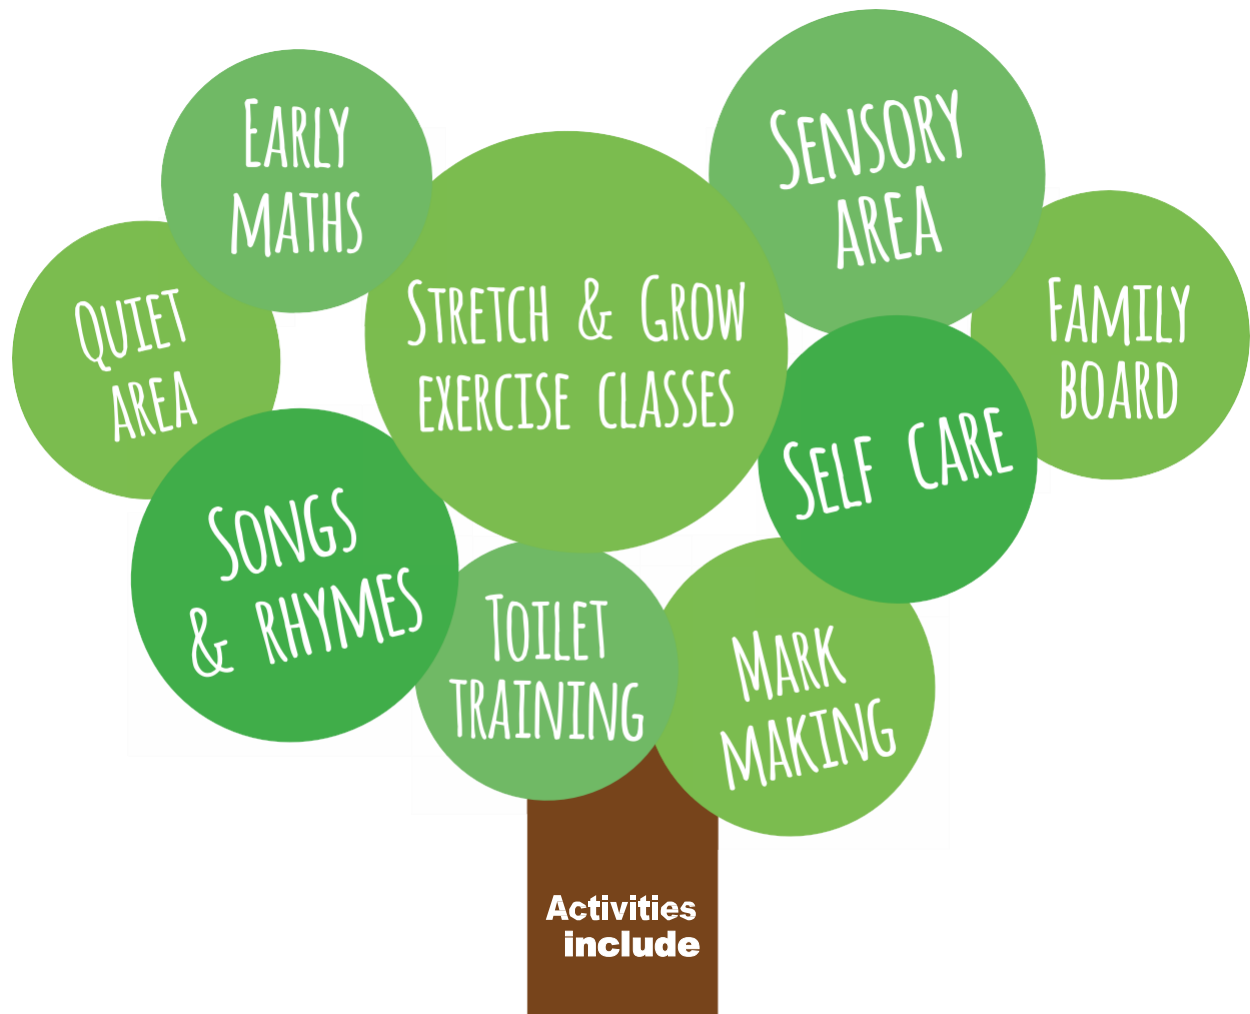 Early
maths
Sensory
area
Quiet
area
Stretch & Grow
exercise classes
Family
board
Self care
Songs
& rhymes
Toilet
training
Mark
making
Activities
include